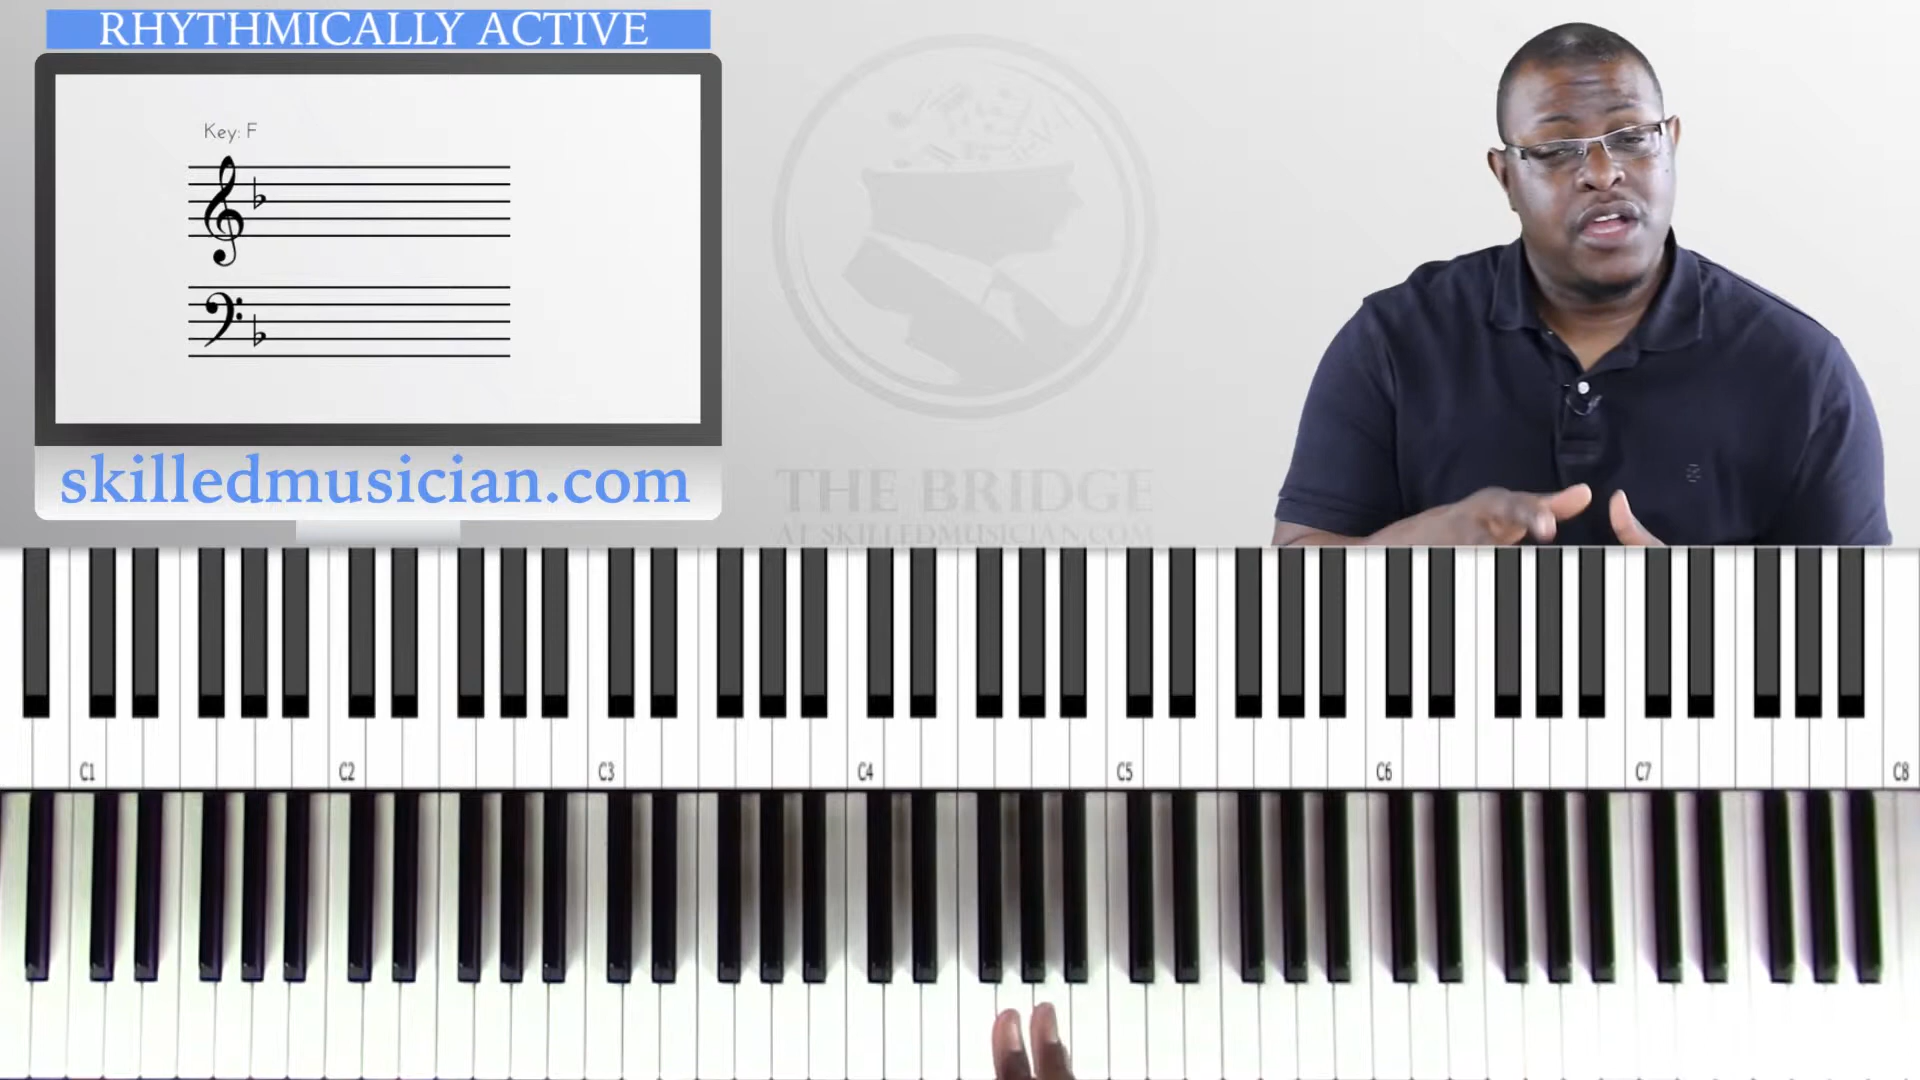 RHYTHMICALLY ACTIVE
Key: F
skilledmusician.com
THE BRIDGE
AT SKILLEDMUSICIAN.COM
C1 C2 C3 C4 C5 C6 C7 C8